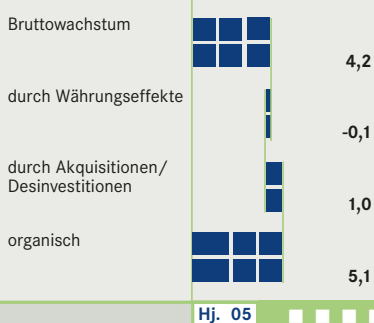 Bruttowachstum
4,2
durch Währungseffekte
-0,1
durch Akquisitionen/
Desinvestitionen
1,0
organisch
5,1
Hj. 05